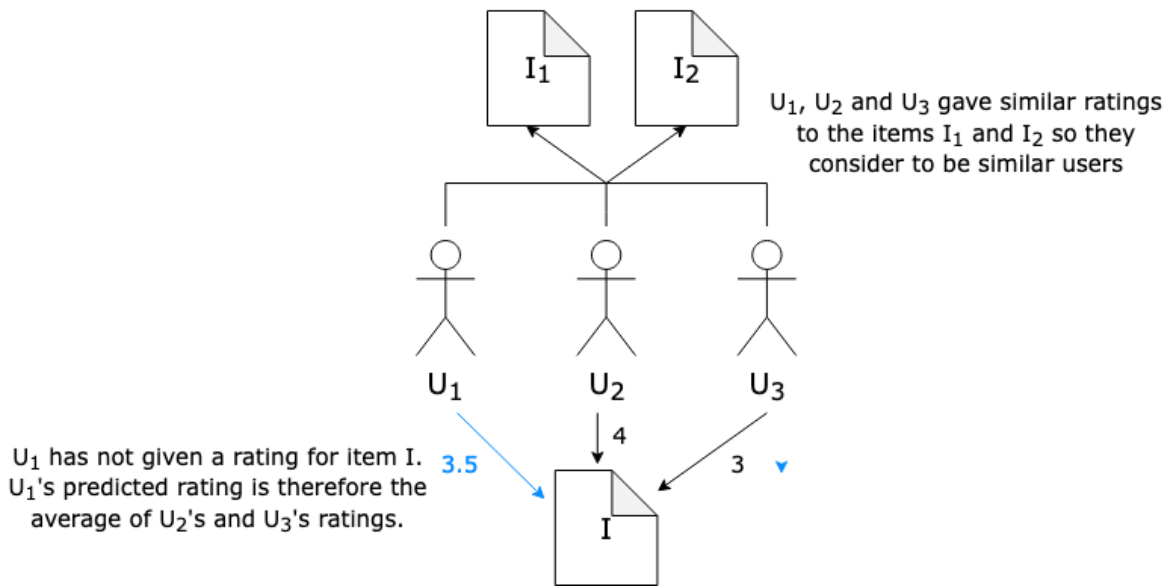 I₁
I₂
U₁, U₂ and U₃ gave similar ratings
to the items I₁ and I₂ so they
consider to be similar users
U₁
U₂
U₃
4
3
3.5
U₁ has not given a rating for item I.
U₁'s predicted rating is therefore the
average of U₂'s and U₃'s ratings.
I